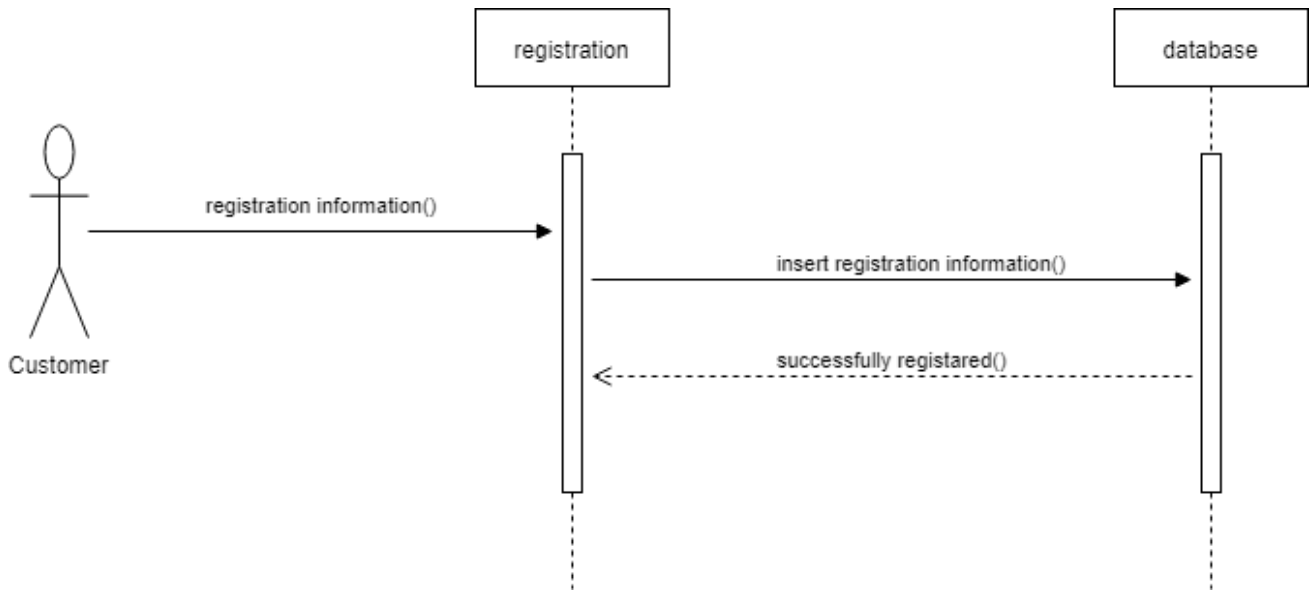 registration
database
registration information()
insert registration information()
successfully registared()
Customer